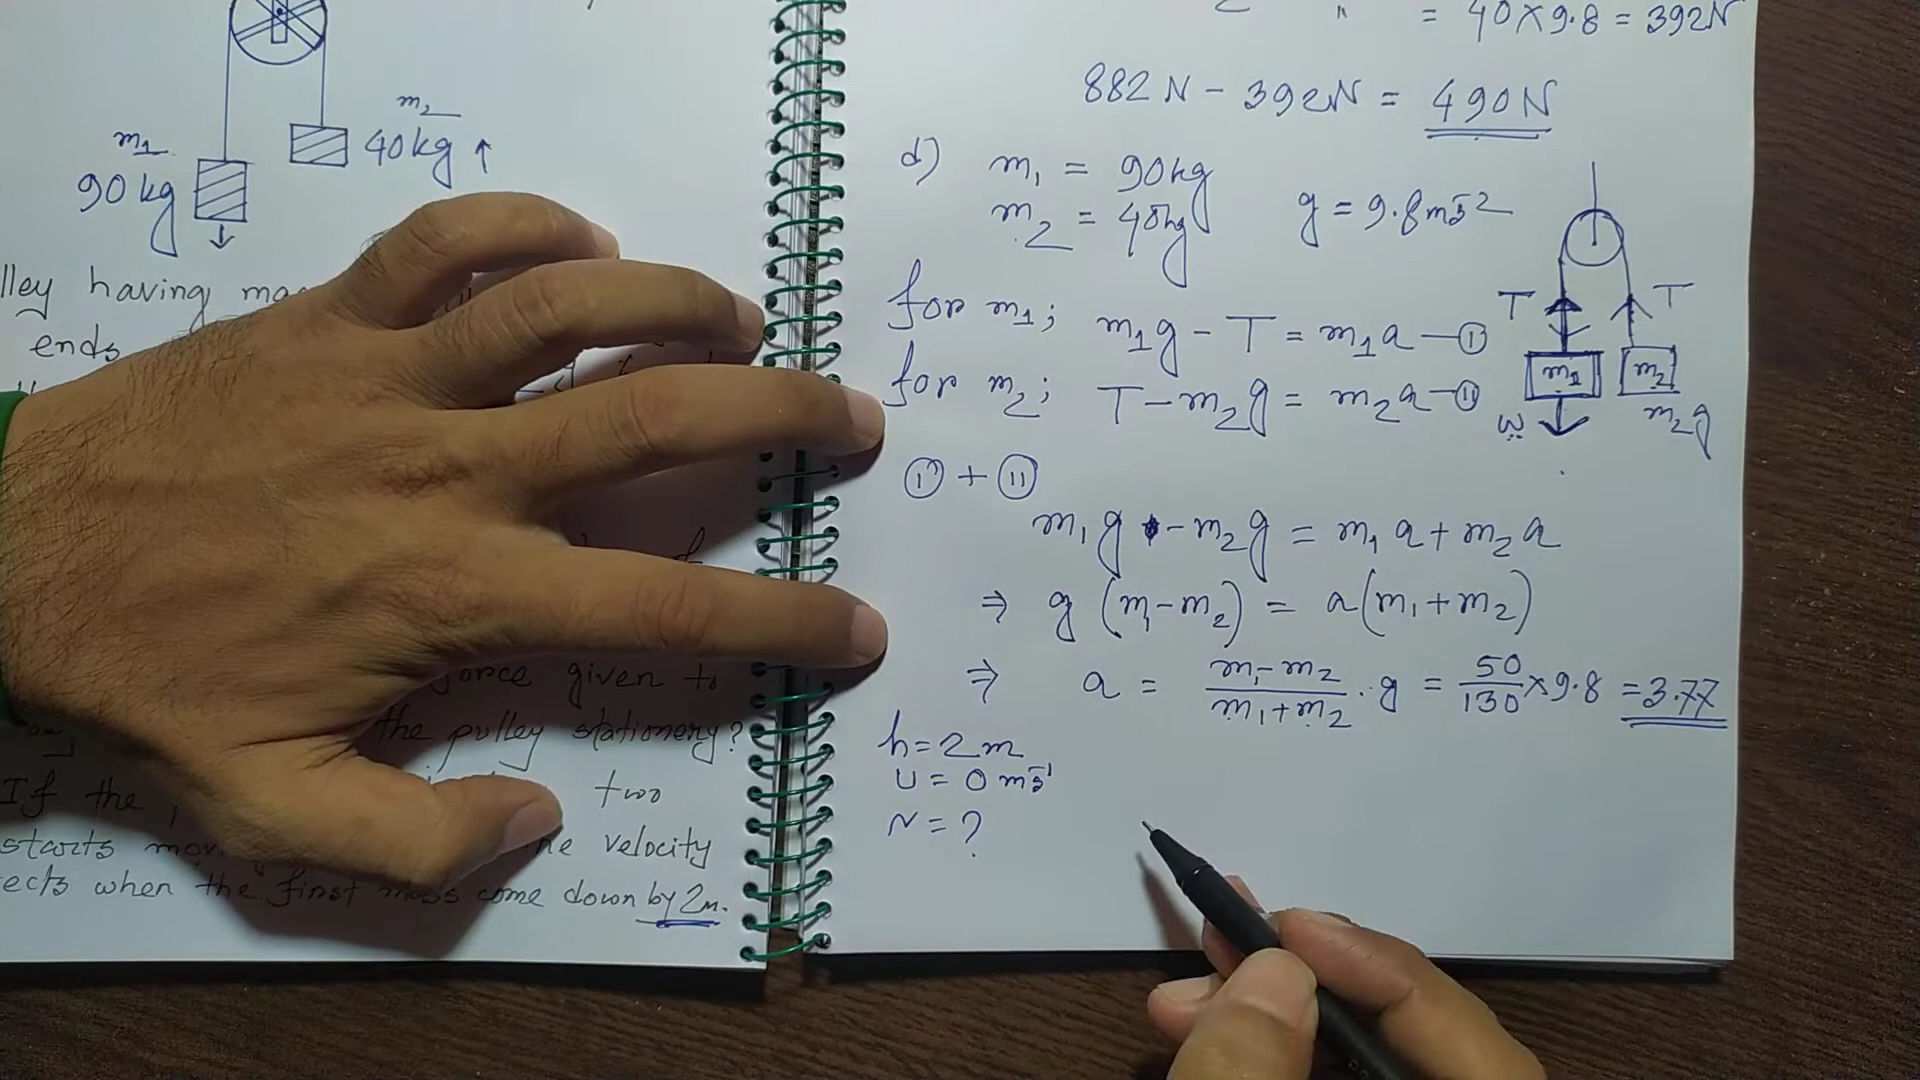 m2
m1
40kg ↑
90 kg
lley having
ends
force given to
the pulley stationery?
If the two
starts the velocity
ects when the first mass come down by 2m.
= 40×9.8 = 392N
882 N - 392N = 490N
d) m1 = 90kg
m2 = 40kg g = 9.8ms-2
for m1; m1g - T = m1a — (i)
for m2; T - m2g = m2a — (ii)
T T
m1 m2
m2g
(i) + (ii)
m1g - m2g = m1a + m2a
⇒ g (m1 - m2) = a(m1 + m2)
⇒ a = m1-m2/m1+m2 . g = 50/130 × 9.8 = 3.77
h = 2m
u = 0 ms-1
v = ?